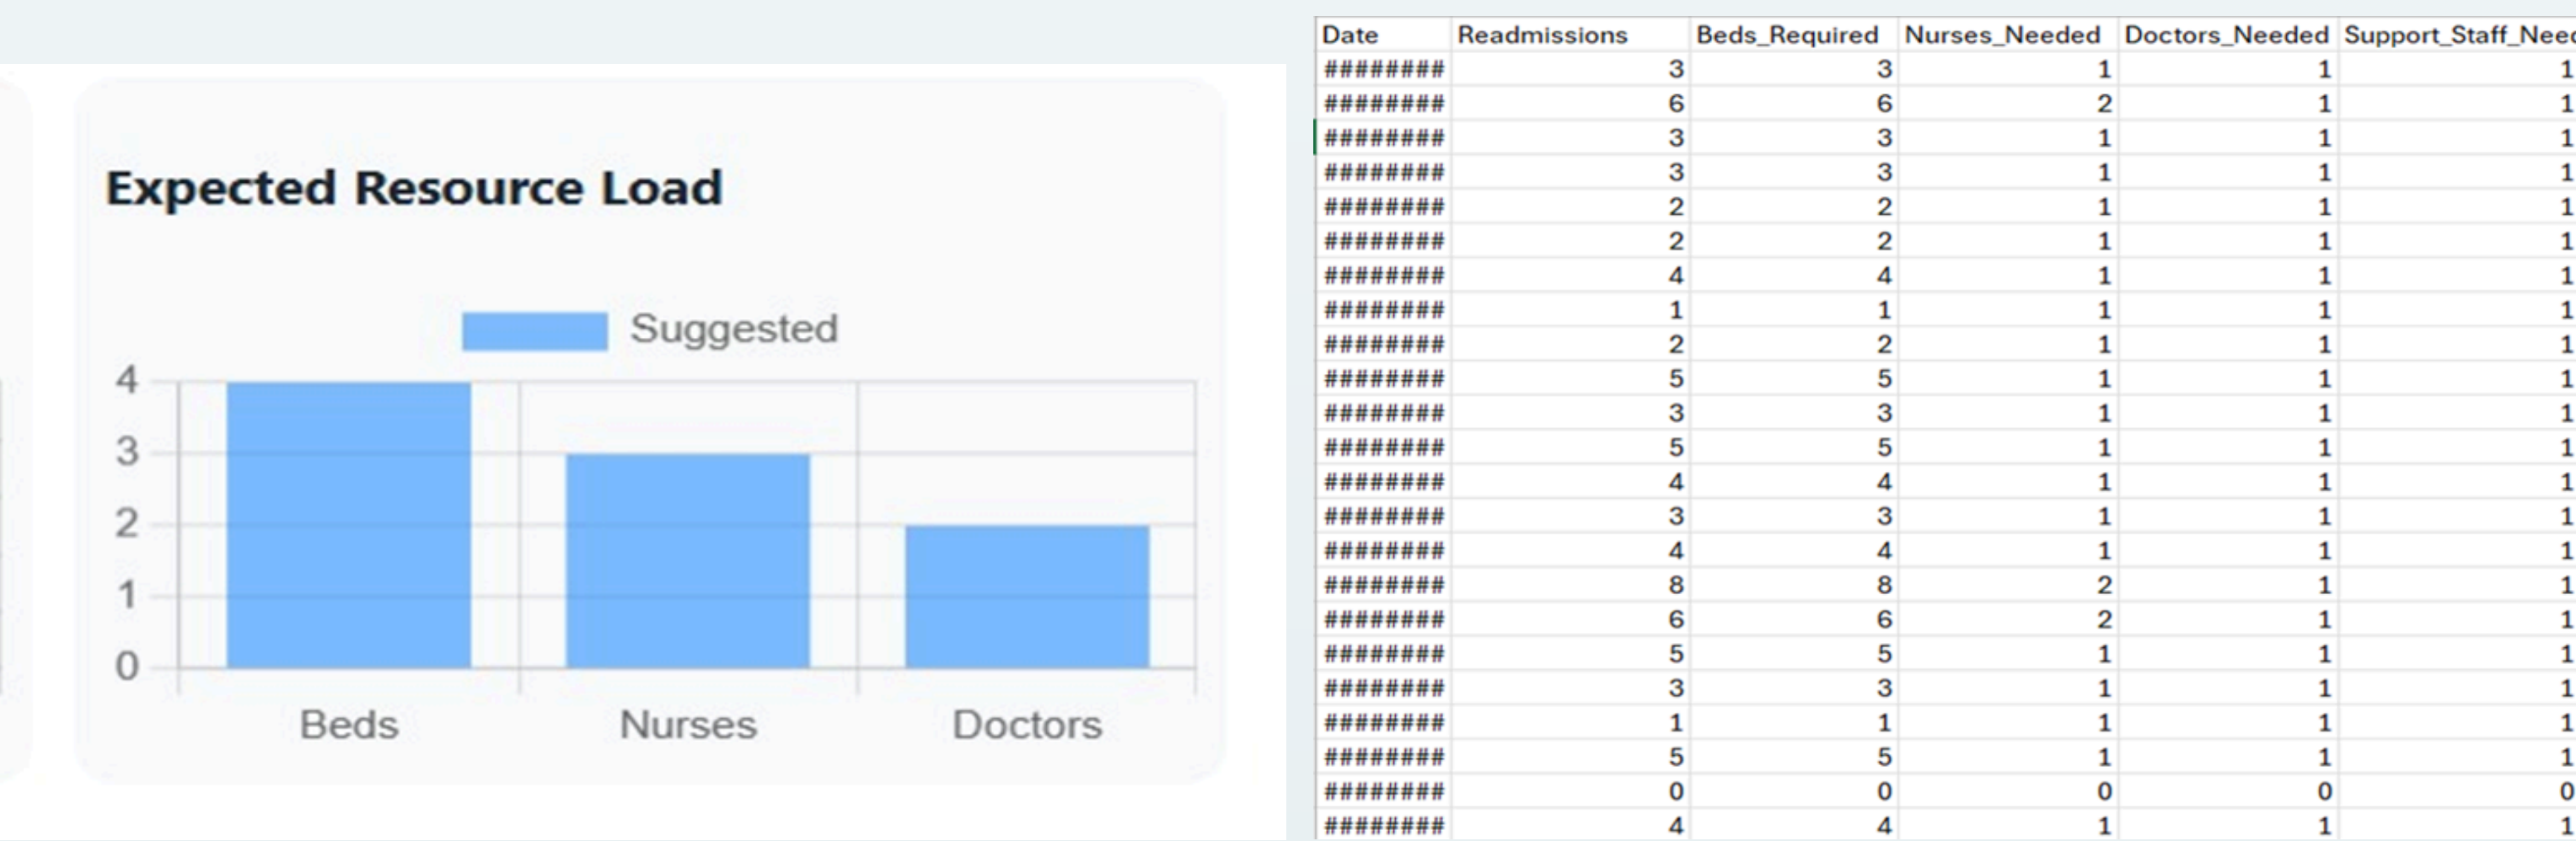 Expected Resource Load
Suggested
4
3
2
1
0
Beds Nurses Doctors
Date Readmissions Beds_Required Nurses_Needed Doctors_Needed Support_Staff_Need
######## 3 3 1 1 1
######## 6 6 2 1 1
######## 3 3 1 1 1
######## 3 3 1 1 1
######## 2 2 1 1 1
######## 2 2 1 1 1
######## 4 4 1 1 1
######## 1 1 1 1 1
######## 2 2 1 1 1
######## 5 5 1 1 1
######## 3 3 1 1 1
######## 5 5 1 1 1
######## 4 4 1 1 1
######## 3 3 1 1 1
######## 4 4 1 1 1
######## 8 8 2 1 1
######## 6 6 2 1 1
######## 5 5 1 1 1
######## 3 3 1 1 1
######## 1 1 1 1 1
######## 5 5 1 1 1
######## 0 0 0 0 0
######## 4 4 1 1 1